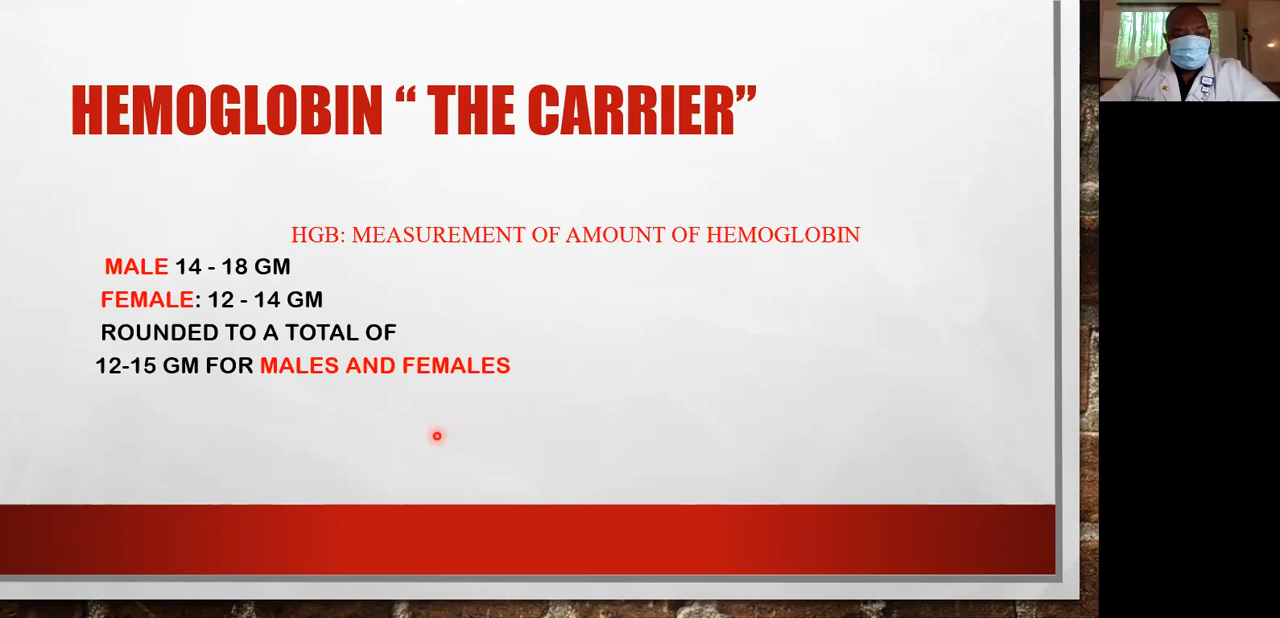 HEMOGLOBIN “ THE CARRIER”
HGB: MEASUREMENT OF AMOUNT OF HEMOGLOBIN
MALE 14 - 18 GM
FEMALE: 12 - 14 GM
ROUNDED TO A TOTAL OF
12-15 GM FOR MALES AND FEMALES